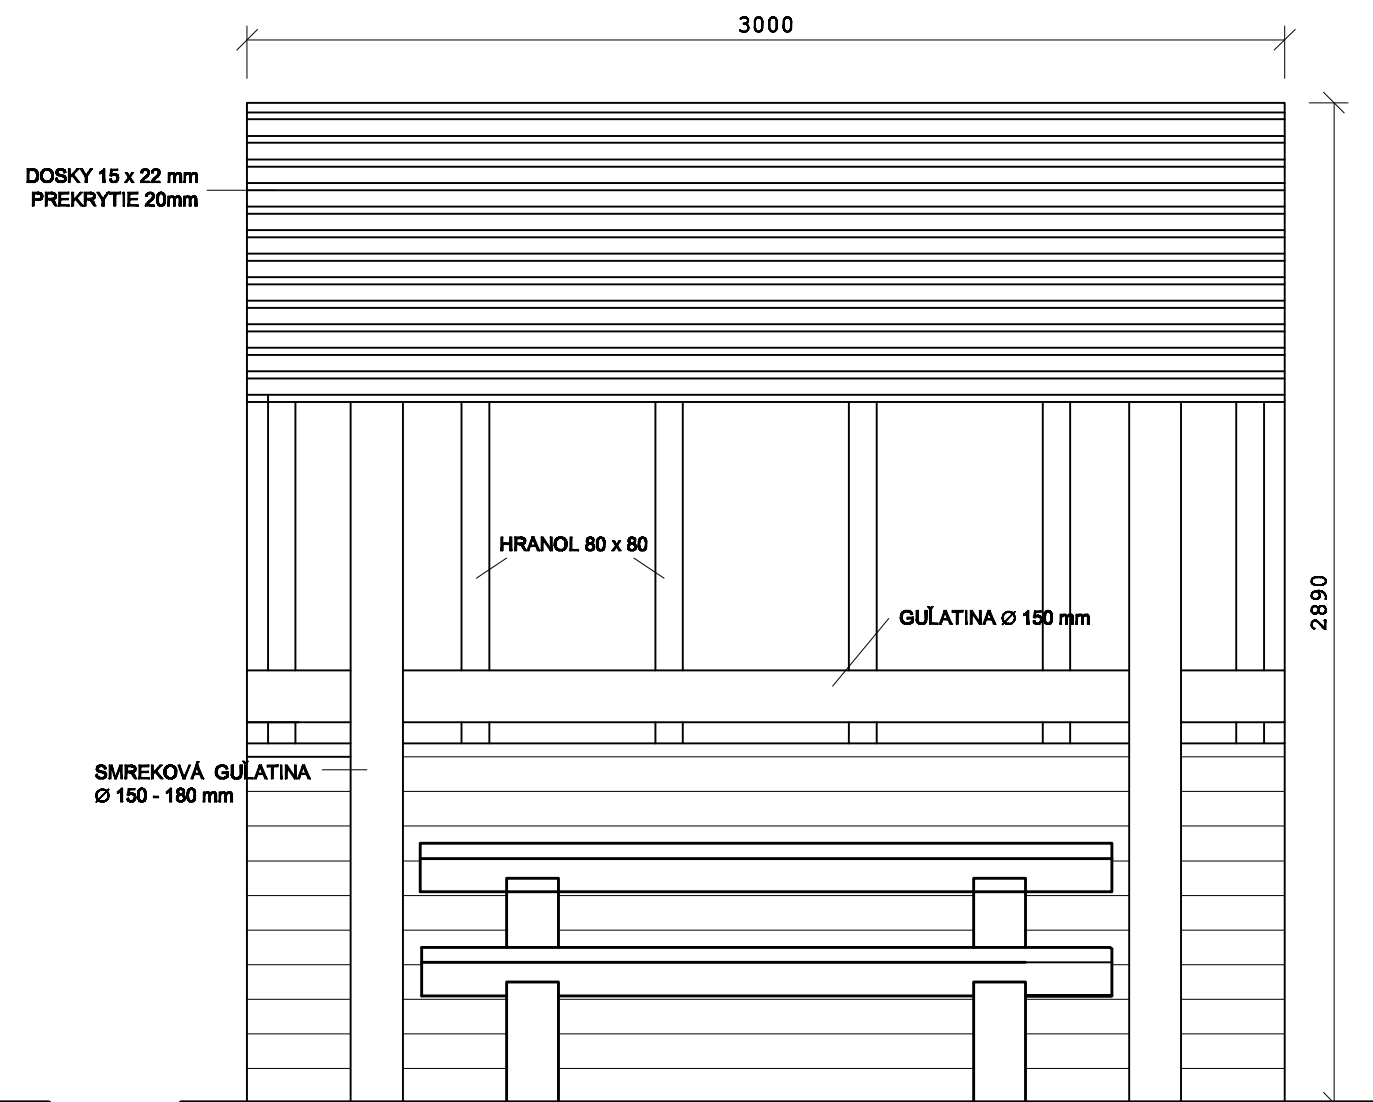 3000
DOSKY 15 x 22 mm
PREKRYTIE 20mm
HRANOL 80 x 80
2890
GUĽATINA Ø 150 mm
SMREKOVÁ GUĽATINA
Ø 150 - 180 mm